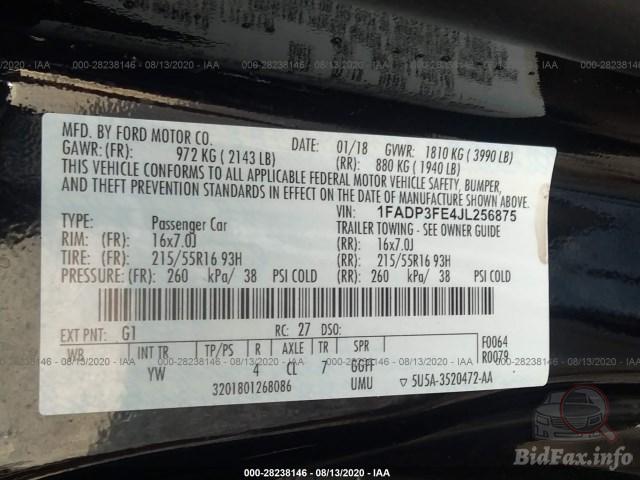 000-28238146 - 08/13/2020 - IAA
MFD. BY FORD MOTOR CO. DATE: 01/18 GVWR: 1810 KG ( 3990 LB)
GAWR: (FR): 972 KG ( 2143 LB) (RR): 880 KG ( 1940 LB)
THIS VEHICLE CONFORMS TO ALL APPLICABLE FEDERAL MOTOR VEHICLE SAFETY, BUMPER,
AND THEFT PREVENTION STANDARDS IN EFFECT ON THE DATE OF MANUFACTURE SHOWN ABOVE.
VIN: 1FADP3FE4JL256875
TYPE: Passenger Car TRAILER TOWING - SEE OWNER GUIDE
RIM: (FR): 16x7.0J (RR): 16x7.0J
TIRE: (FR): 215/55R16 93H (RR): 215/55R16 93H
PRESSURE: (FR): 260 kPa/ 38 PSI COLD (RR): 260 kPa/ 38 PSI COLD
EXT PNT: G1 RC: 27 DSO: F0064
WB INT TR TP/PS R AXLE TR SPR R0079
YW 4 CL 7 GGFF
3201801268086 UMU ▽ 5U5A-3520472-AA
BidFax.info
000-28238146 - 08/13/2020 - IAA